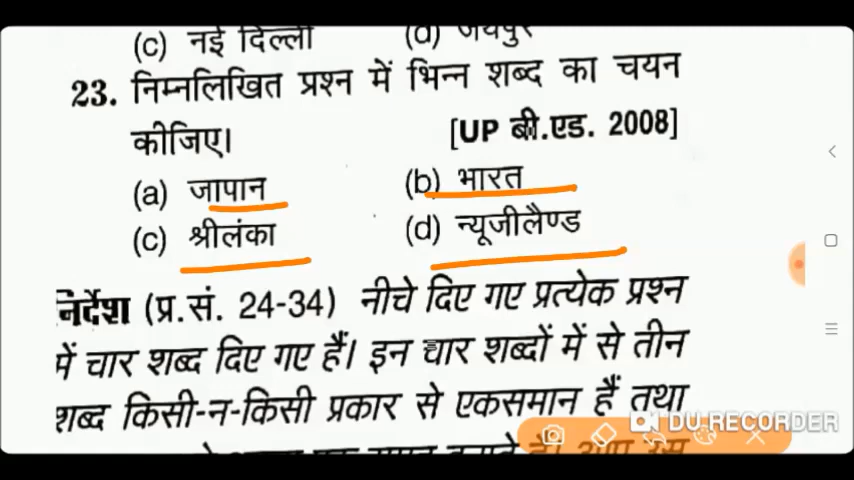 (c) नई दिल्ली (d) जयपुर
23. निम्नलिखित प्रश्न में भिन्न शब्द का चयन
कीजिए। [UP बी.एड. 2008]
(a) जापान (b) भारत
(c) श्रीलंका (d) न्यूजीलैण्ड
निर्देश (प्र.सं. 24-34) नीचे दिए गए प्रत्येक प्रश्न
में चार शब्द दिए गए हैं। इन चार शब्दों में से तीन
शब्द किसी-न-किसी प्रकार से एकसमान हैं तथा
DU RECORDER